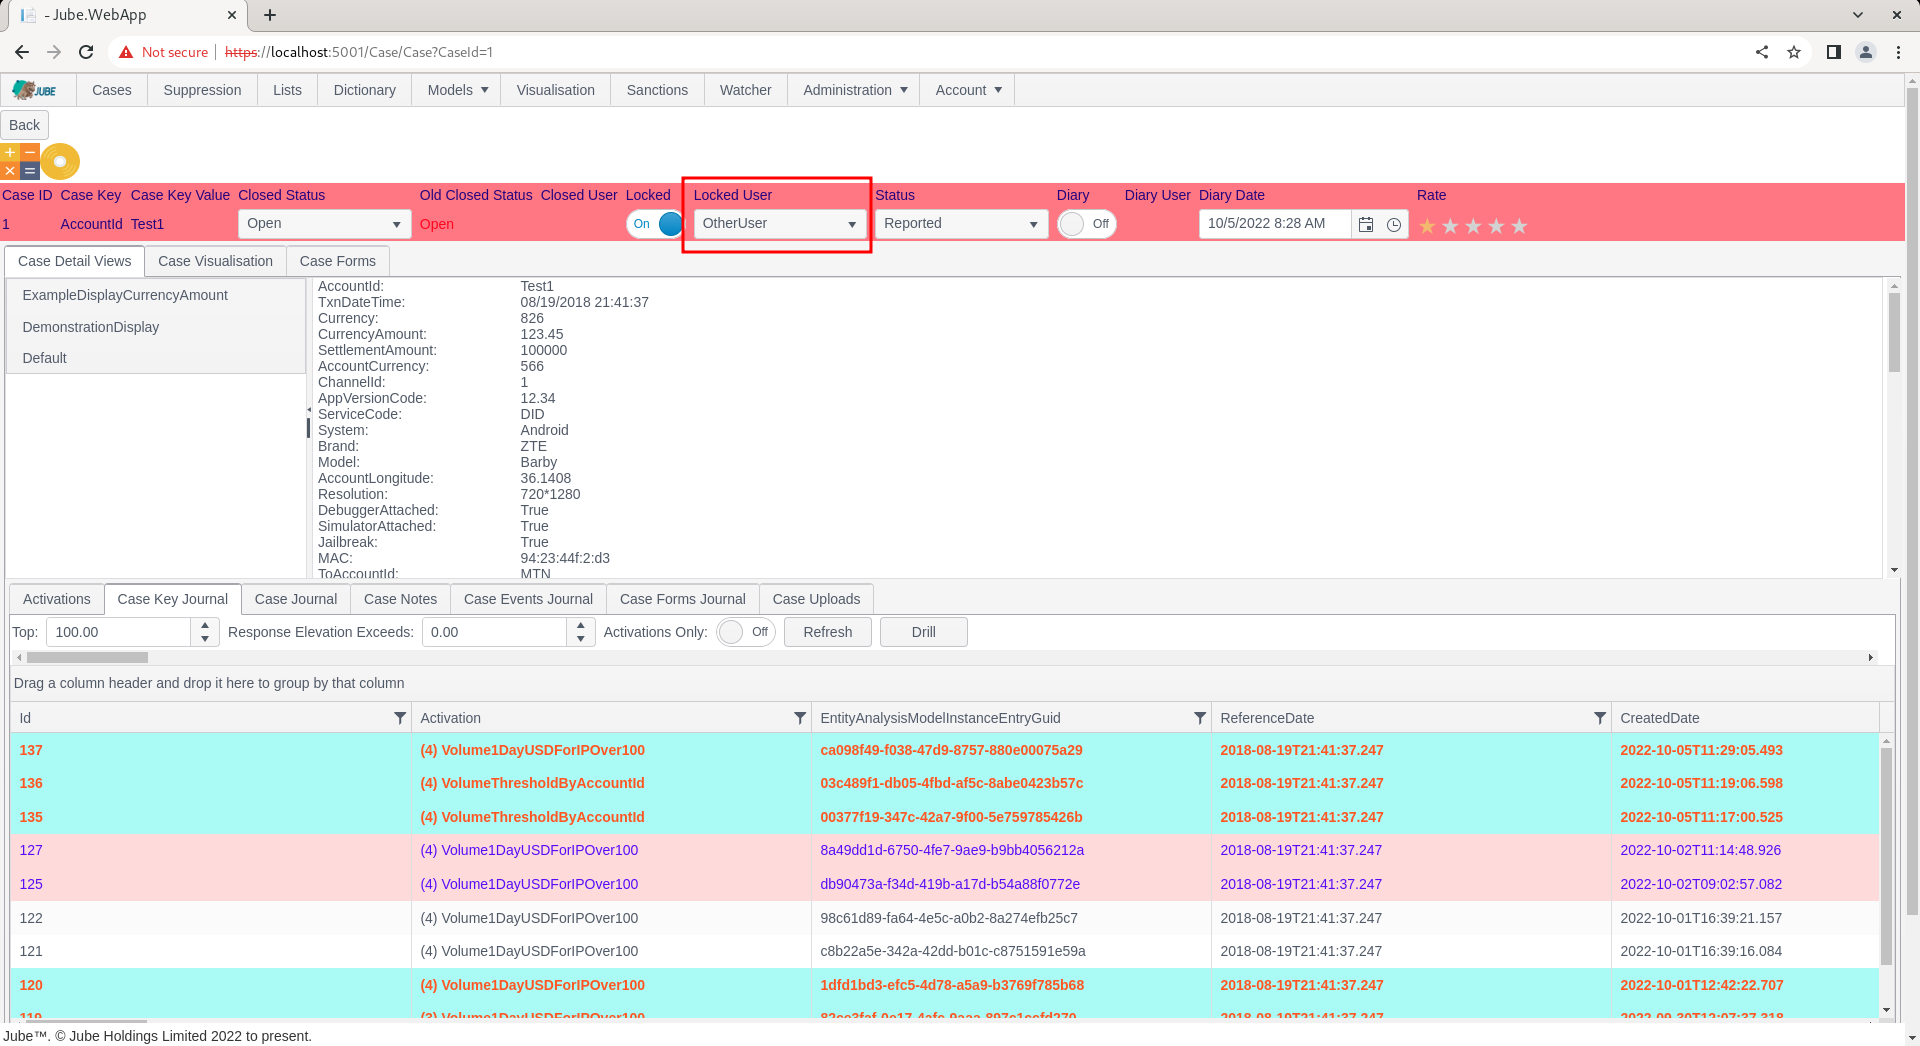 - Jube.WebApp
Not secure https://localhost:5001/Case/Case?CaseId=1
JUBE Cases Suppression Lists Dictionary Models Visualisation Sanctions Watcher Administration Account
Back
Case ID Case Key Case Key Value Closed Status Old Closed Status Closed User Locked Locked User Status Diary Diary User Diary Date Rate
1 AccountId Test1 Open Open On OtherUser Reported Off 10/5/2022 8:28 AM
Case Detail Views Case Visualisation Case Forms
ExampleDisplayCurrencyAmount
DemonstrationDisplay
Default
AccountId: Test1
TxnDateTime: 08/19/2018 21:41:37
Currency: 826
CurrencyAmount: 123.45
SettlementAmount: 100000
AccountCurrency: 566
ChannelId: 1
AppVersionCode: 12.34
ServiceCode: DID
System: Android
Brand: ZTE
Model: Barby
AccountLongitude: 36.1408
Resolution: 720*1280
DebuggerAttached: True
SimulatorAttached: True
Jailbreak: True
MAC: 94:23:44f:2:d3
ToAccountId: MTN
Activations Case Key Journal Case Journal Case Notes Case Events Journal Case Forms Journal Case Uploads
Top: 100.00 Response Elevation Exceeds: 0.00 Activations Only: Off Refresh Drill
Drag a column header and drop it here to group by that column
Id Activation EntityAnalysisModelInstanceEntryGuid ReferenceDate CreatedDate
137 (4) Volume1DayUSDForIPOver100 ca098f49-f038-47d9-8757-880e00075a29 2018-08-19T21:41:37.247 2022-10-05T11:29:05.493
136 (4) VolumeThresholdByAccountId 03c489f1-db05-4fbd-af5c-8abe0423b57c 2018-08-19T21:41:37.247 2022-10-05T11:19:06.598
135 (4) VolumeThresholdByAccountId 00377f19-347c-42a7-9f00-5e759785426b 2018-08-19T21:41:37.247 2022-10-05T11:17:00.525
127 (4) Volume1DayUSDForIPOver100 8a49dd1d-6750-4fe7-9ae9-b9bb4056212a 2018-08-19T21:41:37.247 2022-10-02T11:14:48.926
125 (4) Volume1DayUSDForIPOver100 db90473a-f34d-419b-a17d-b54a88f0772e 2018-08-19T21:41:37.247 2022-10-02T09:02:57.082
122 (4) Volume1DayUSDForIPOver100 98c61d89-fa64-4e5c-a0b2-8a274efb25c7 2018-08-19T21:41:37.247 2022-10-01T16:39:21.157
121 (4) Volume1DayUSDForIPOver100 c8b22a5e-342a-42dd-b01c-c8751591e59a 2018-08-19T21:41:37.247 2022-10-01T16:39:16.084
120 (4) Volume1DayUSDForIPOver100 1dfd1bd3-efc5-4d78-a5a9-b3769f785b68 2018-08-19T21:41:37.247 2022-10-01T12:42:22.707
Jube™. © Jube Holdings Limited 2022 to present.